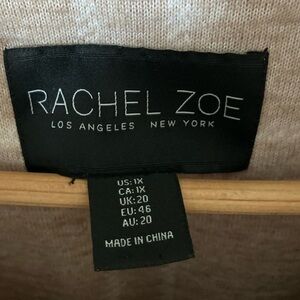 RACHEL ZOE
LOS ANGELES NEW YORK
US: 1X
CA: 1X
UK: 20
EU: 46
AU: 20
MADE IN CHINA